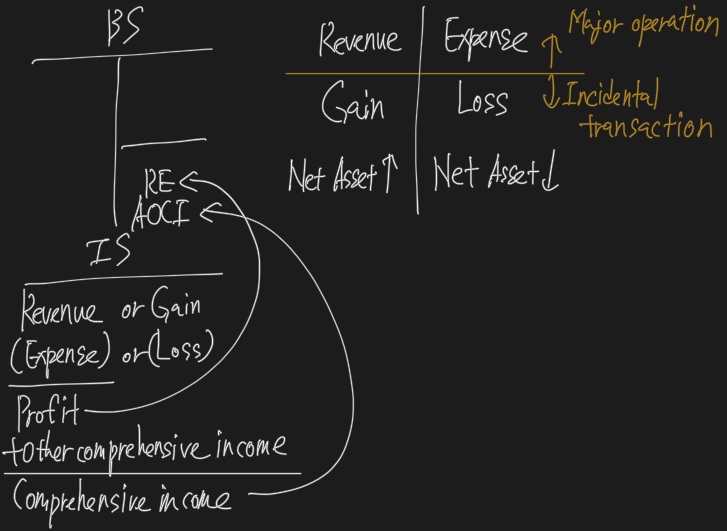 BS
RE
AOCI
IS
Revenue or Gain
(Expense) or (Loss)
Profit
+Other comprehensive income
Comprehensive income
Revenue Expense ↑ Major operation
Gain Loss ↓ Incidental
transaction
Net Asset ↑ Net Asset ↓